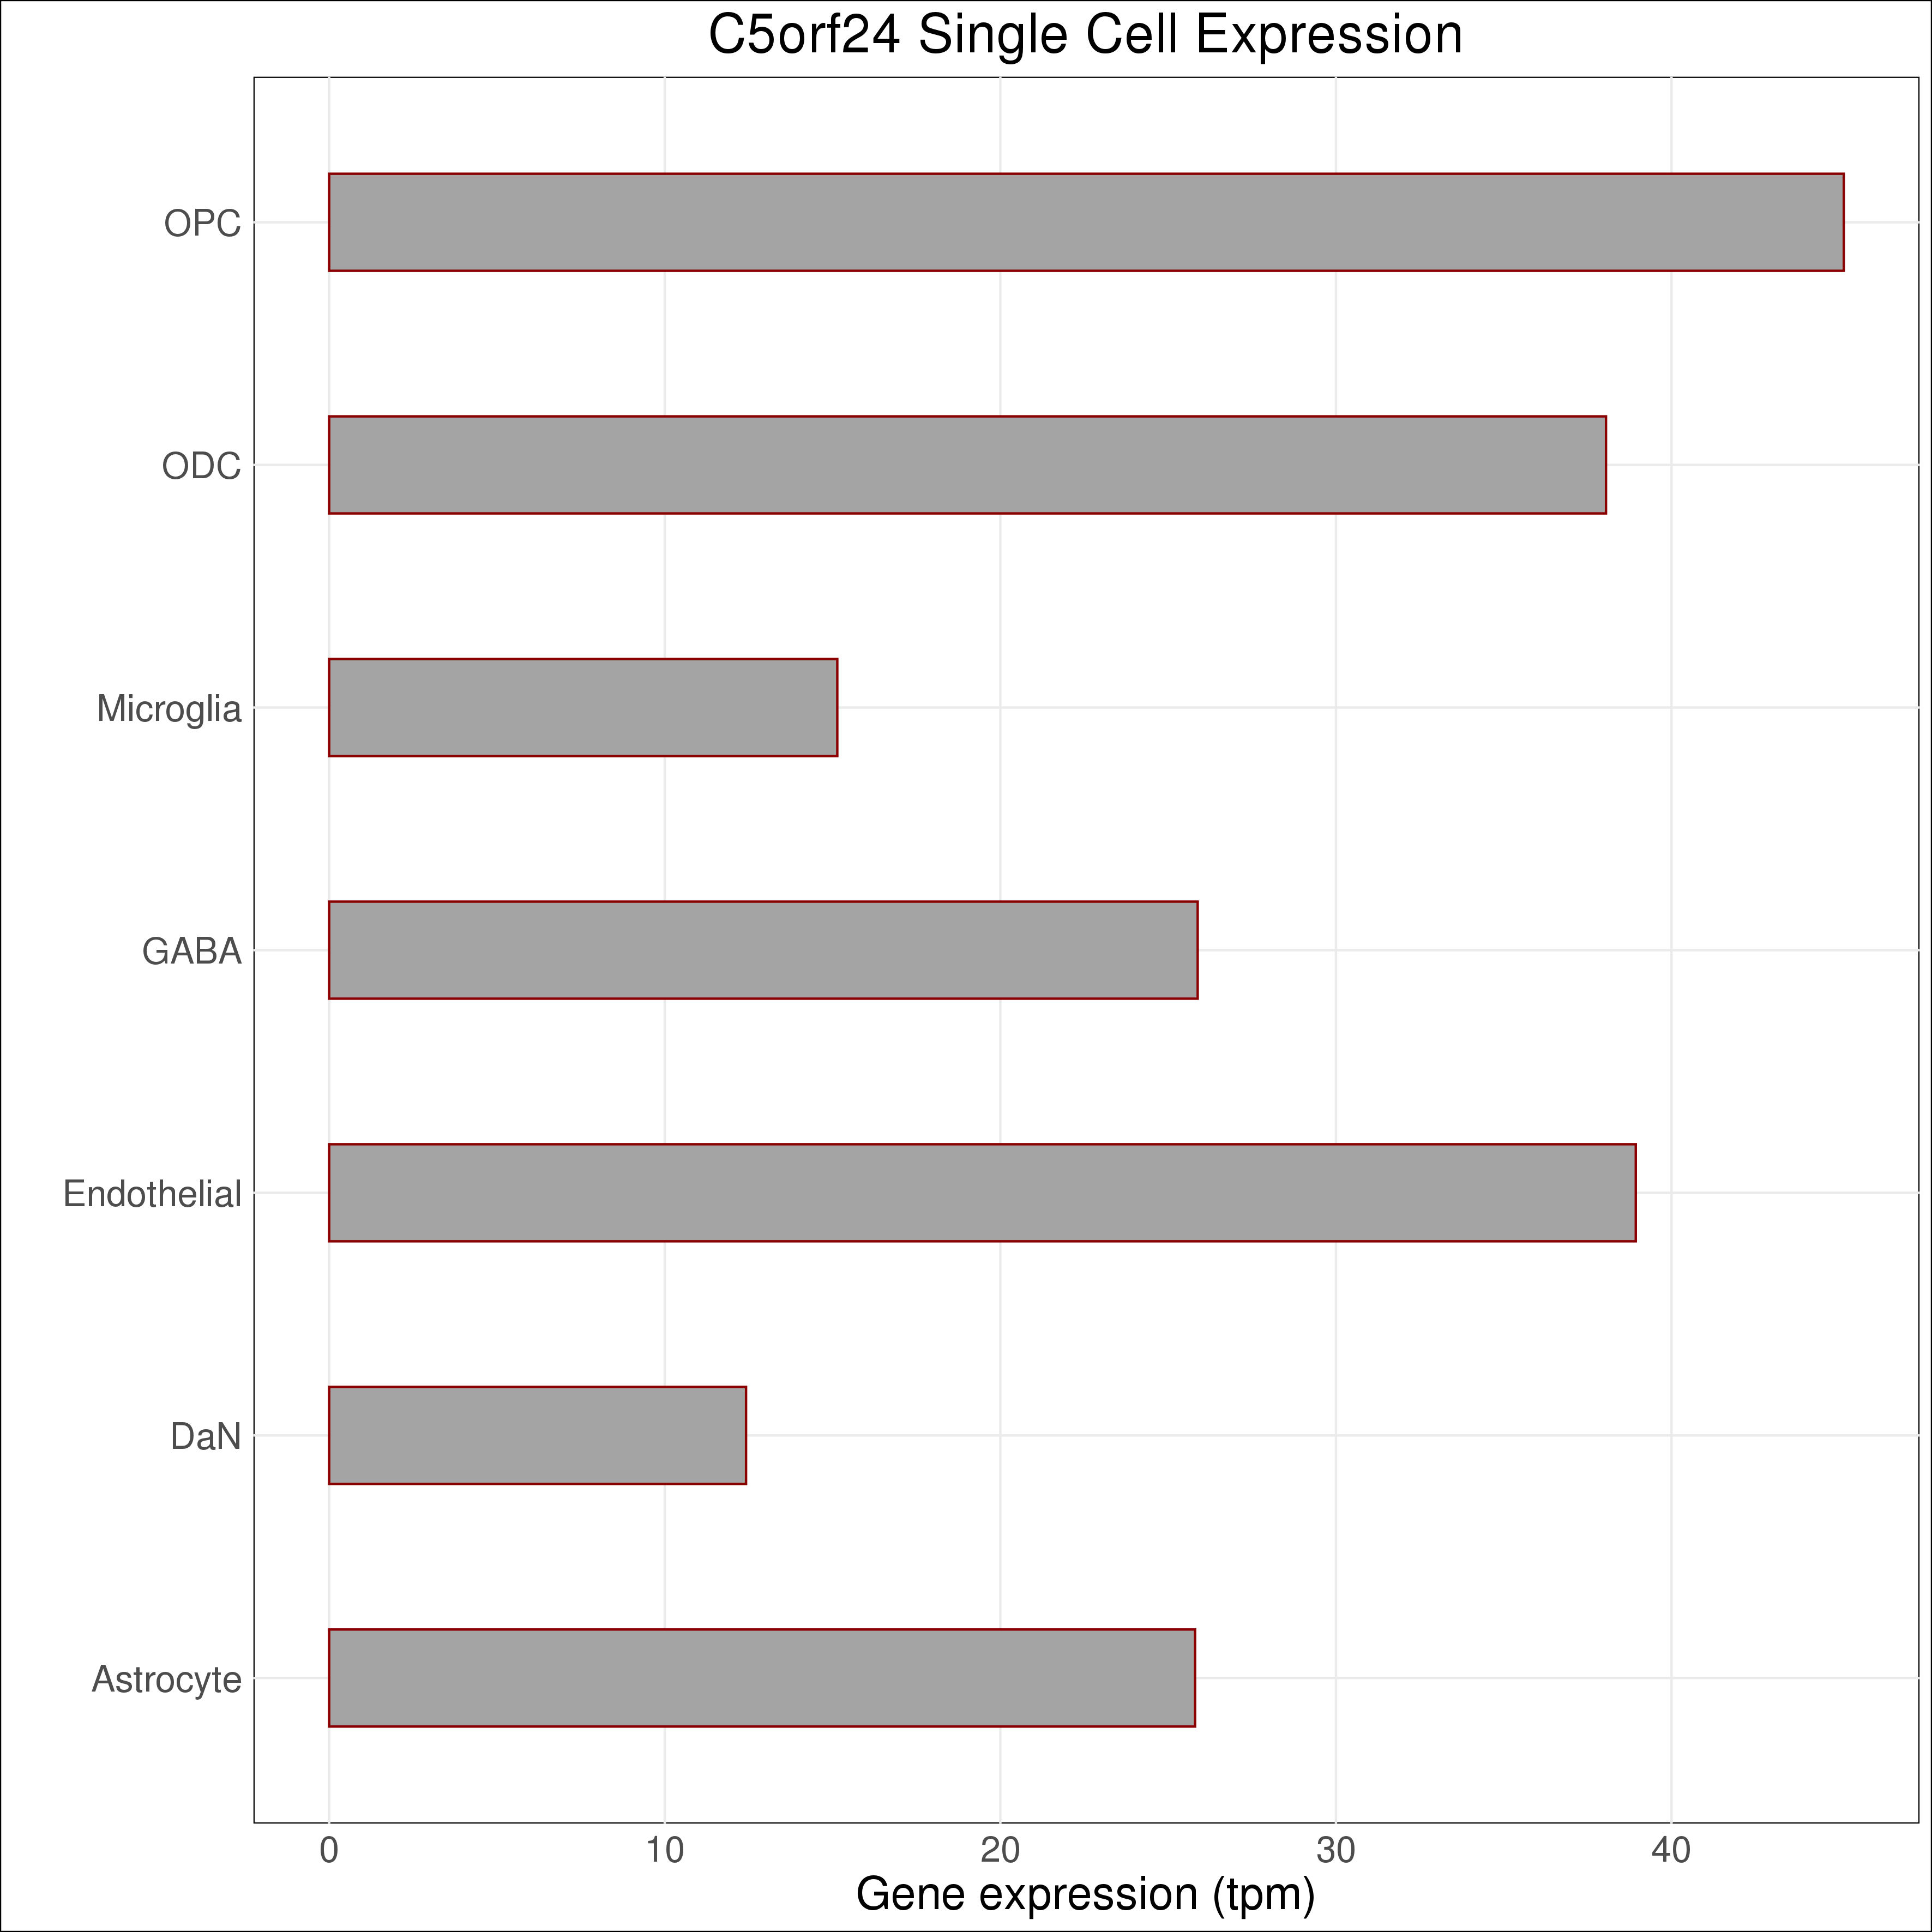 C5orf24 Single Cell Expression
OPC
ODC
Microglia
GABA
Endothelial
DaN
Astrocyte
0 10 20 30 40
Gene expression (tpm)